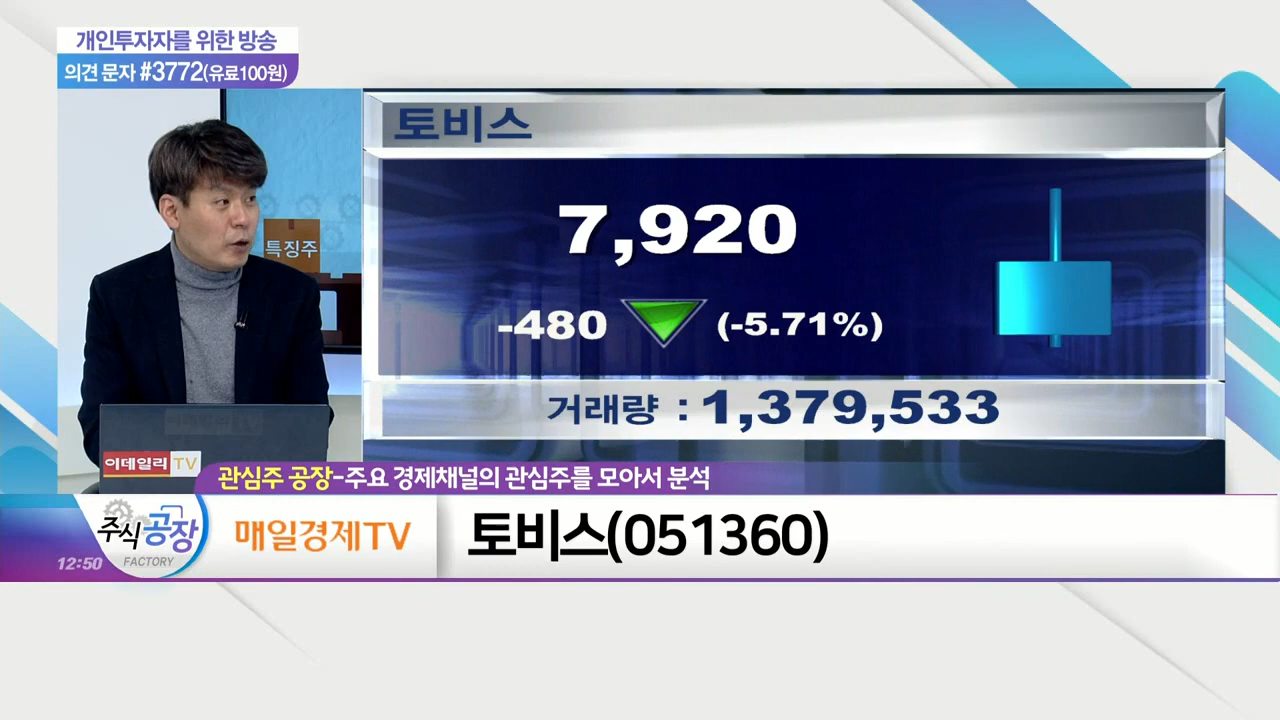 개인투자자를 위한 방송
의견 문자 #3772(유료100원)
토비스
특징주
7,920
-480 (-5.71%)
거래량 : 1,379,533
이데일리TV
관심주 공장-주요 경제채널의 관심주를 모아서 분석
주식공장
FACTORY
12:50
매일경제TV
토비스(051360)